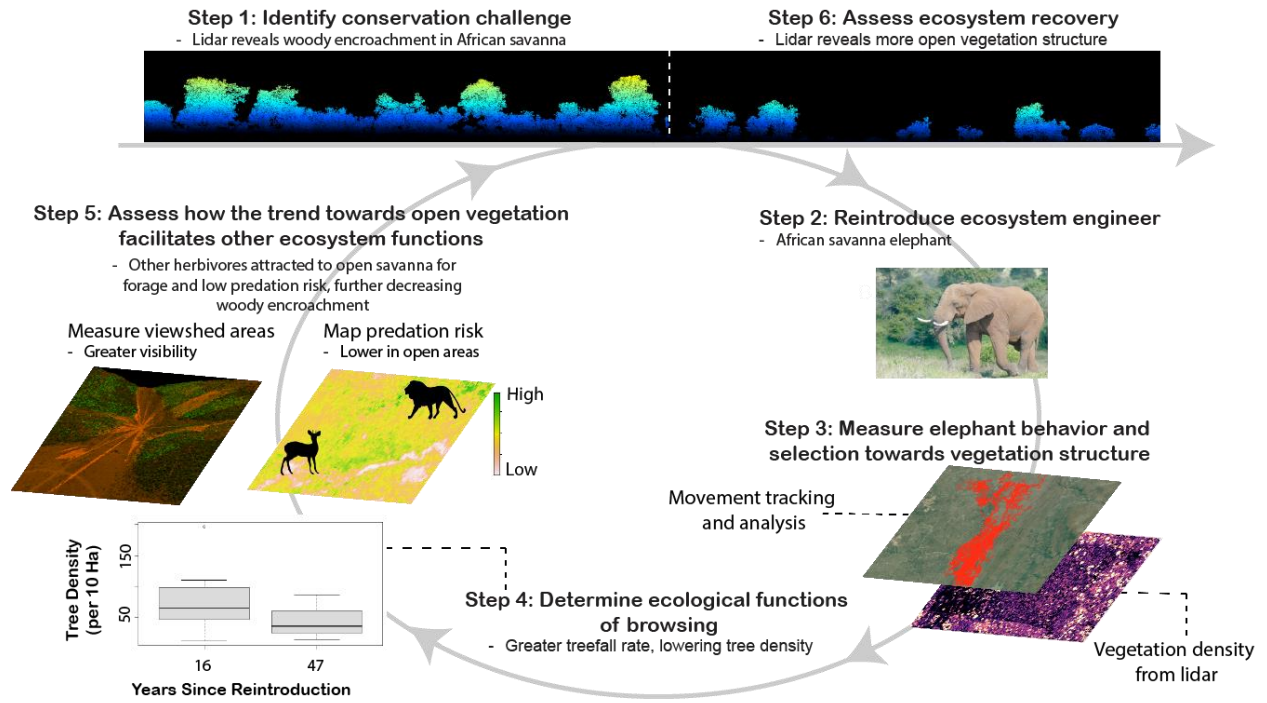 Step 1: Identify conservation challenge
- Lidar reveals woody encroachment in African savanna
Step 6: Assess ecosystem recovery
- Lidar reveals more open vegetation structure
Step 2: Reintroduce ecosystem engineer
- African savanna elephant
Step 3: Measure elephant behavior and
selection towards vegetation structure
Movement tracking
and analysis
Vegetation density
from lidar
Step 4: Determine ecological functions
of browsing
- Greater treefall rate, lowering tree density
Tree Density
(per 10 Ha)
150
50
16
47
Years Since Reintroduction
Step 5: Assess how the trend towards open vegetation
facilitates other ecosystem functions
- Other herbivores attracted to open savanna for
forage and low predation risk, further decreasing
woody encroachment
Measure viewshed areas
- Greater visibility
Map predation risk
- Lower in open areas
High
Low